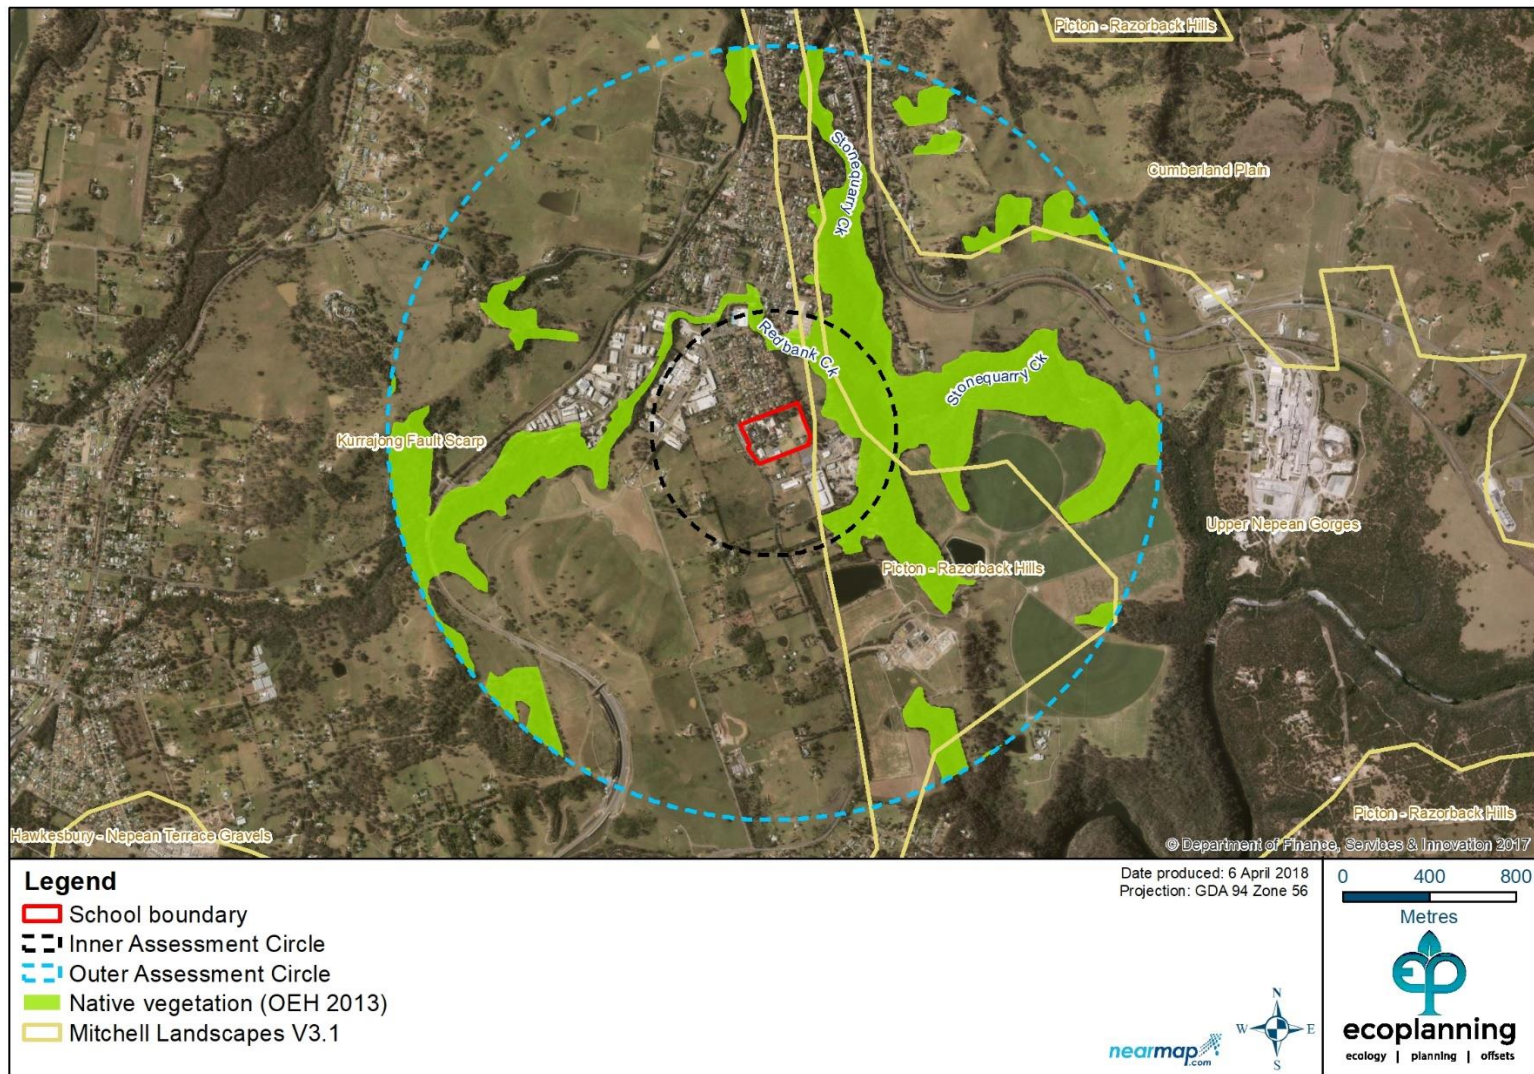 Picton - Razorback Hills
Stonequarry Ck
Cumberland Plain
Redbank Ck
Stonequarry Ck
Kurrajong Fault Scarp
Upper Nepean Gorges
Picton - Razorback Hills
Hawkesbury - Nepean Terrace Gravels
Picton - Razorback Hills
© Department of Finance, Services & Innovation 2017
Legend
School boundary
Inner Assessment Circle
Outer Assessment Circle
Native vegetation (OEH 2013)
Mitchell Landscapes V3.1
Date produced: 6 April 2018
Projection: GDA 94 Zone 56
0 400 800
Metres
N
W E
S
nearmap
.com
ep
ecoplanning
ecology | planning | offsets